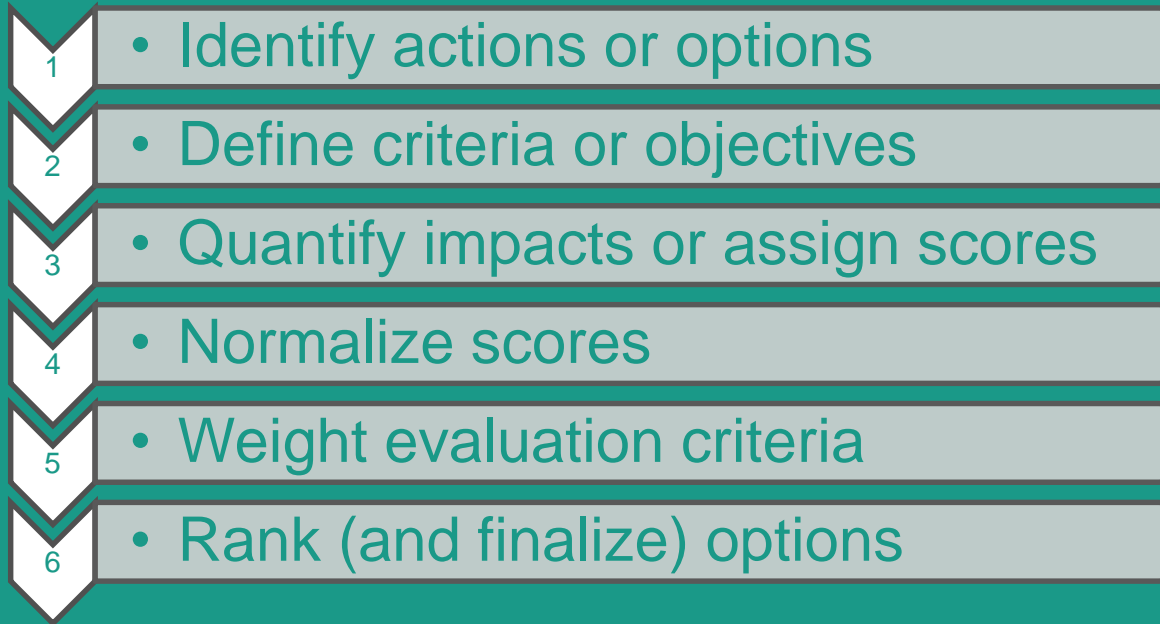 1 • Identify actions or options
2 • Define criteria or objectives
3 • Quantify impacts or assign scores
4 • Normalize scores
5 • Weight evaluation criteria
6 • Rank (and finalize) options